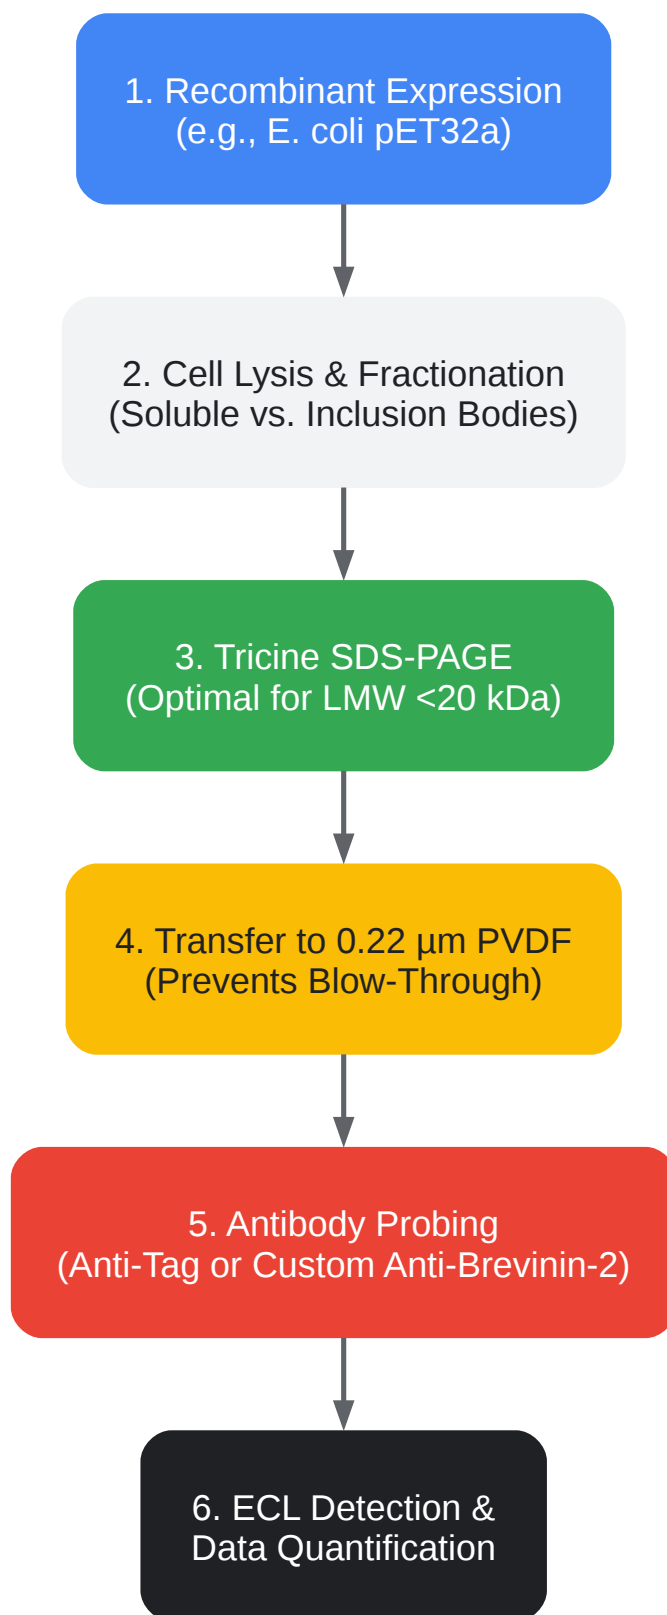 1. Recombinant Expression
(e.g., E. coli pET32a)
2. Cell Lysis & Fractionation
(Soluble vs. Inclusion Bodies)
3. Tricine SDS-PAGE
(Optimal for LMW <20 kDa)
4. Transfer to 0.22 µm PVDF
(Prevents Blow-Through)
5. Antibody Probing
(Anti-Tag or Custom Anti-Brevinin-2)
6. ECL Detection &
Data Quantification